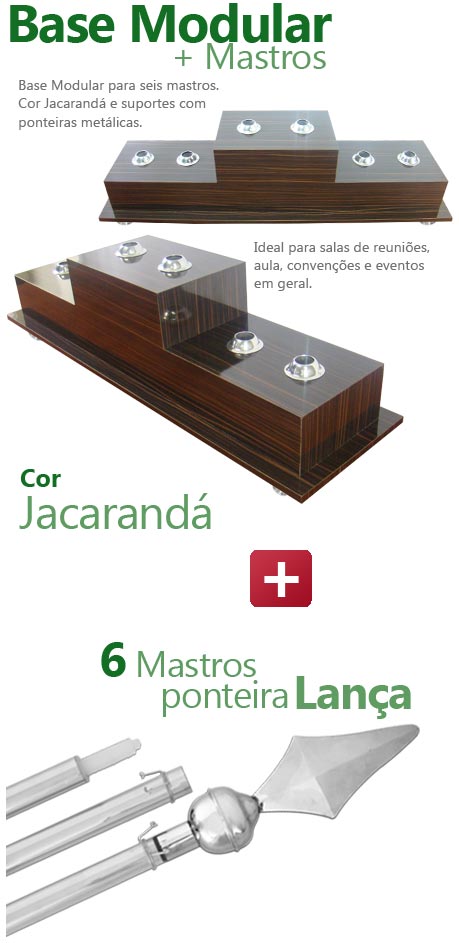 Base Modular
+ Mastros
Base Modular para seis mastros.
Cor Jacarandá e suportes com
ponteiras metálicas.
Ideal para salas de reuniões,
aula, convenções e eventos
em geral.
Cor
Jacarandá
+
6 Mastros
ponteira Lança